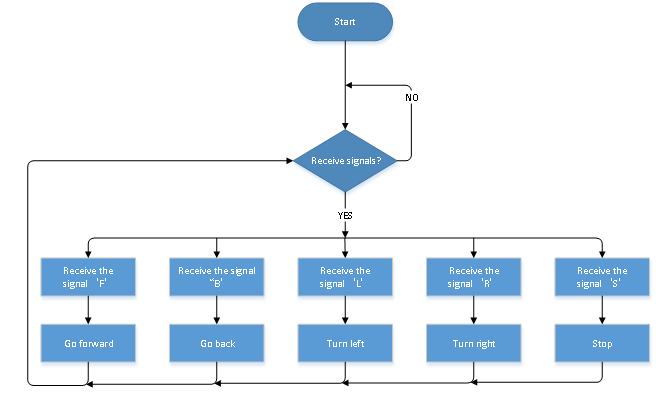 Start
NO
Receive signals?
YES
Receive the
signal 'F'
Receive the signal
"B'
Receive the
signal 'L'
Receive the
signal 'R'
Receive the
signal 'S'
Go forward
Go back
Turn left
Turn right
Stop